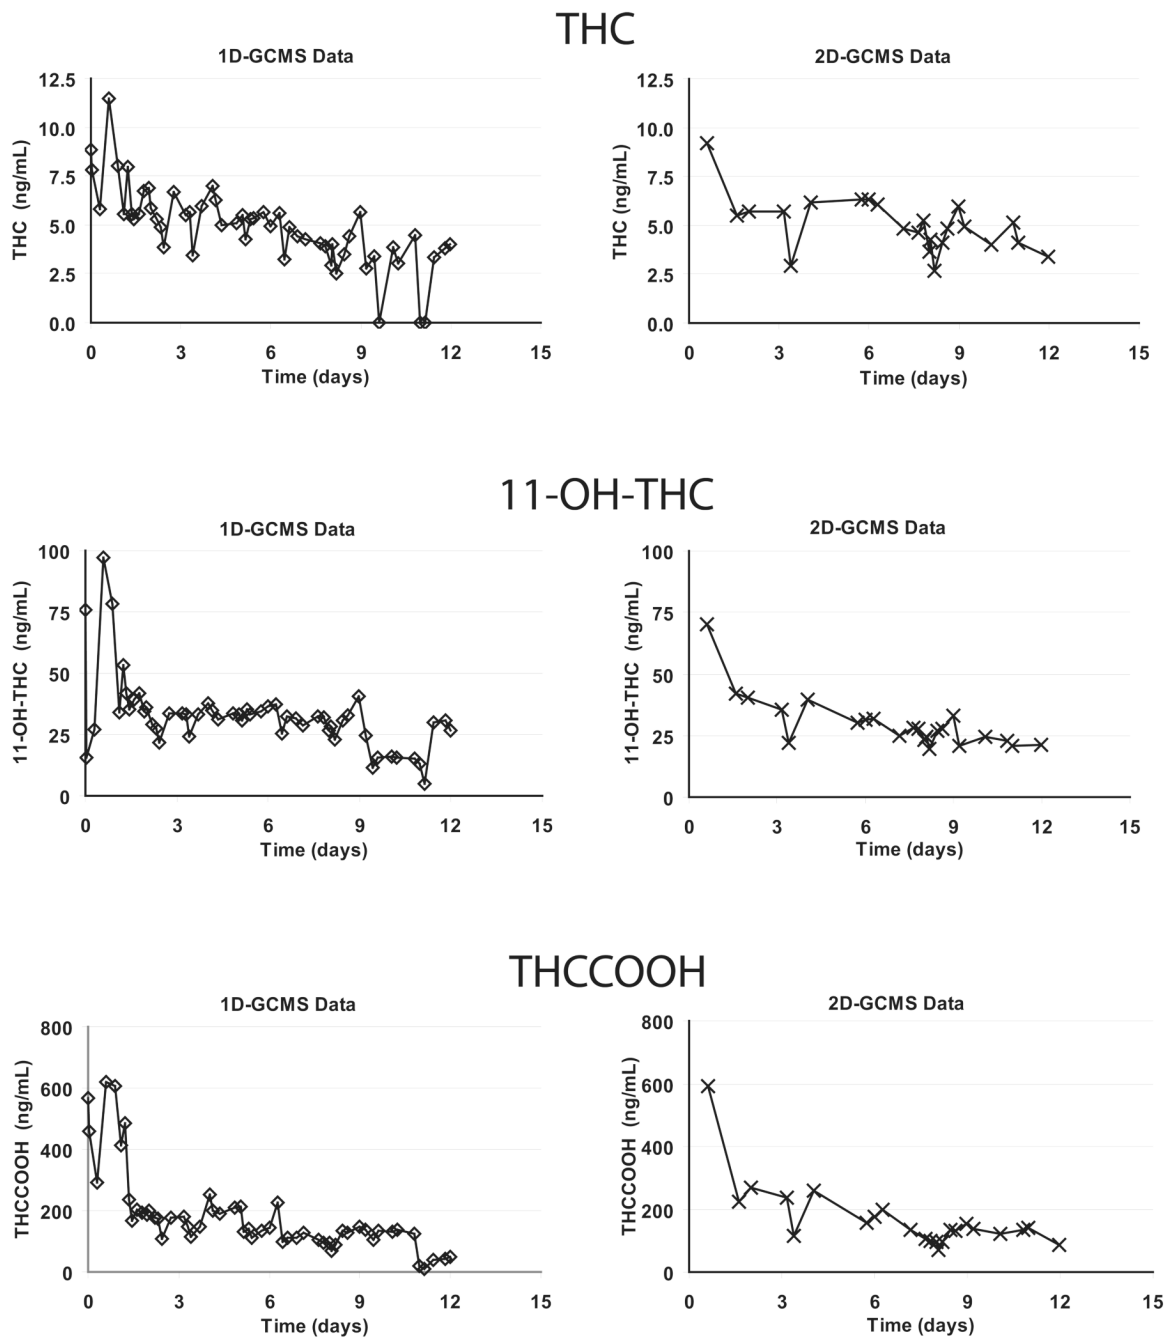 THC
1D-GCMS Data
12.5
10.0
7.5
5.0
2.5
0.0
THC (ng/mL)
0 3 6 9 12 15
Time (days)
2D-GCMS Data
12.5
10.0
7.5
5.0
2.5
0.0
THC (ng/mL)
0 3 6 9 12 15
Time (days)
11-OH-THC
1D-GCMS Data
100
75
50
25
0
11-OH-THC (ng/mL)
0 3 6 9 12 15
Time (days)
2D-GCMS Data
100
75
50
25
0
11-OH-THC (ng/mL)
0 3 6 9 12 15
Time (days)
THCCOOH
1D-GCMS Data
800
600
400
200
0
THCCOOH (ng/mL)
0 3 6 9 12 15
Time (days)
2D-GCMS Data
800
600
400
200
0
THCCOOH (ng/mL)
0 3 6 9 12 15
Time (days)